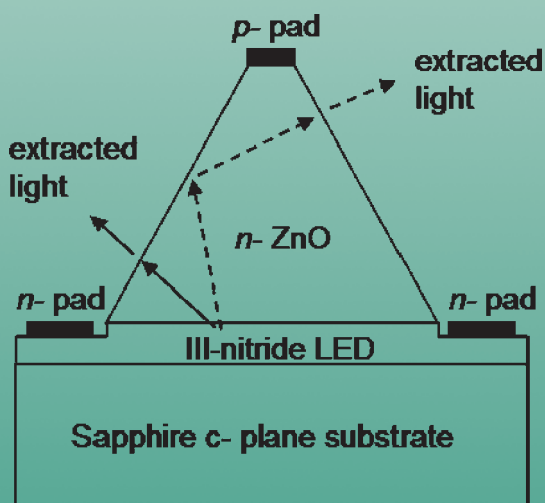 p- pad
extracted
light
extracted
light
n- ZnO
n- pad
n- pad
III-nitride LED
Sapphire c- plane substrate